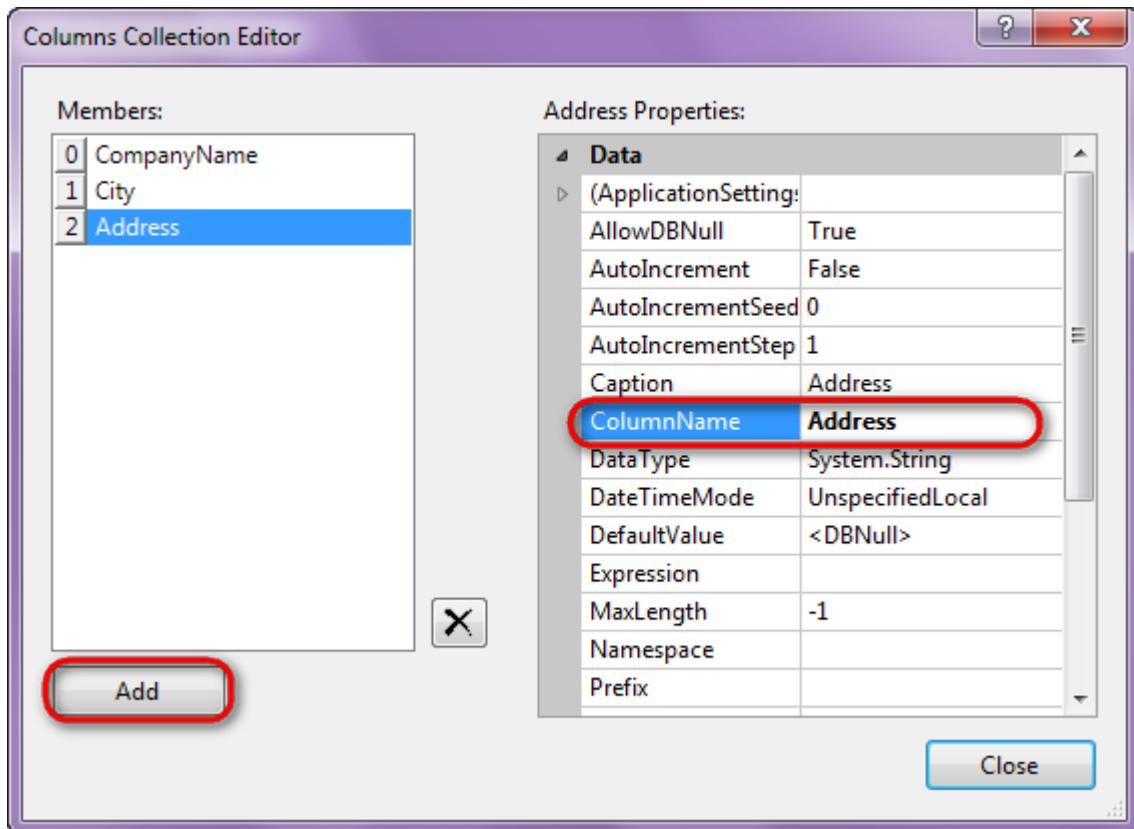 Columns Collection Editor
?
Members:
0 CompanyName
1 City
2 Address
Add
Address Properties:
Data
(ApplicationSettings
AllowDBNull True
AutoIncrement False
AutoIncrementSeed 0
AutoIncrementStep 1
Caption Address
ColumnName Address
DataType System.String
DateTimeMode UnspecifiedLocal
DefaultValue <DBNull>
Expression
MaxLength -1
Namespace
Prefix
Close